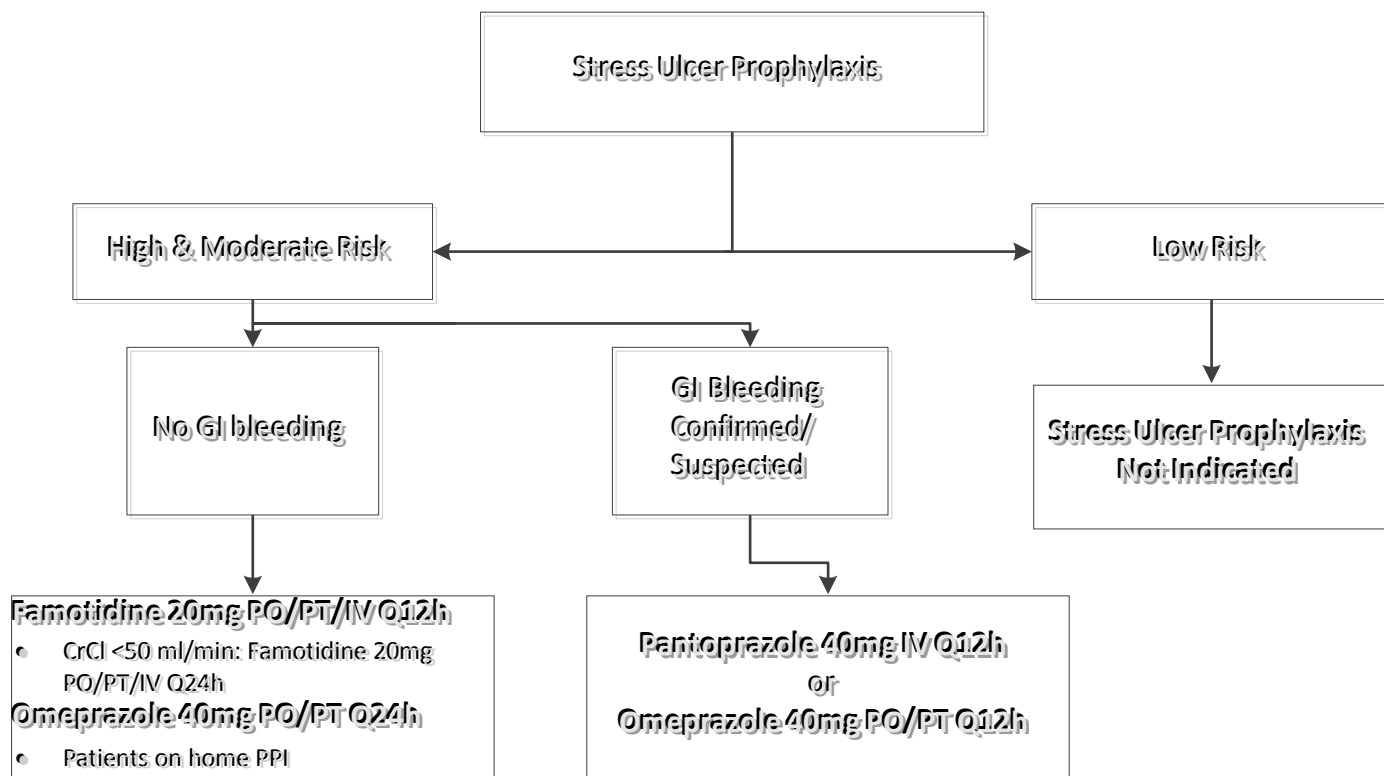 Stress Ulcer Prophylaxis
High & Moderate Risk
Low Risk
No GI bleeding
GI Bleeding
Confirmed/
Suspected
Stress Ulcer Prophylaxis
Not Indicated
Famotidine 20mg PO/PT/IV Q12h
• CrCl <50 ml/min: Famotidine 20mg
PO/PT/IV Q24h
Omeprazole 40mg PO/PT Q24h
• Patients on home PPI
Pantoprazole 40mg IV Q12h
or
Omeprazole 40mg PO/PT Q12h